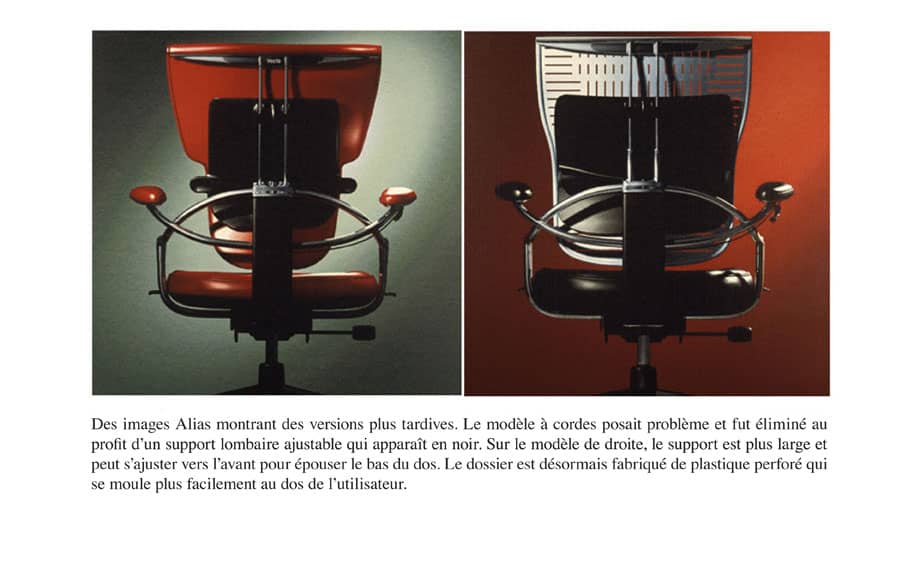 Vecta
Des images Alias montrant des versions plus tardives. Le modèle à cordes posait problème et fut éliminé au
profit d'un support lombaire ajustable qui apparaît en noir. Sur le modèle de droite, le support est plus large et
peut s'ajuster vers l'avant pour épouser le bas du dos. Le dossier est désormais fabriqué de plastique perforé qui
se moule plus facilement au dos de l'utilisateur.